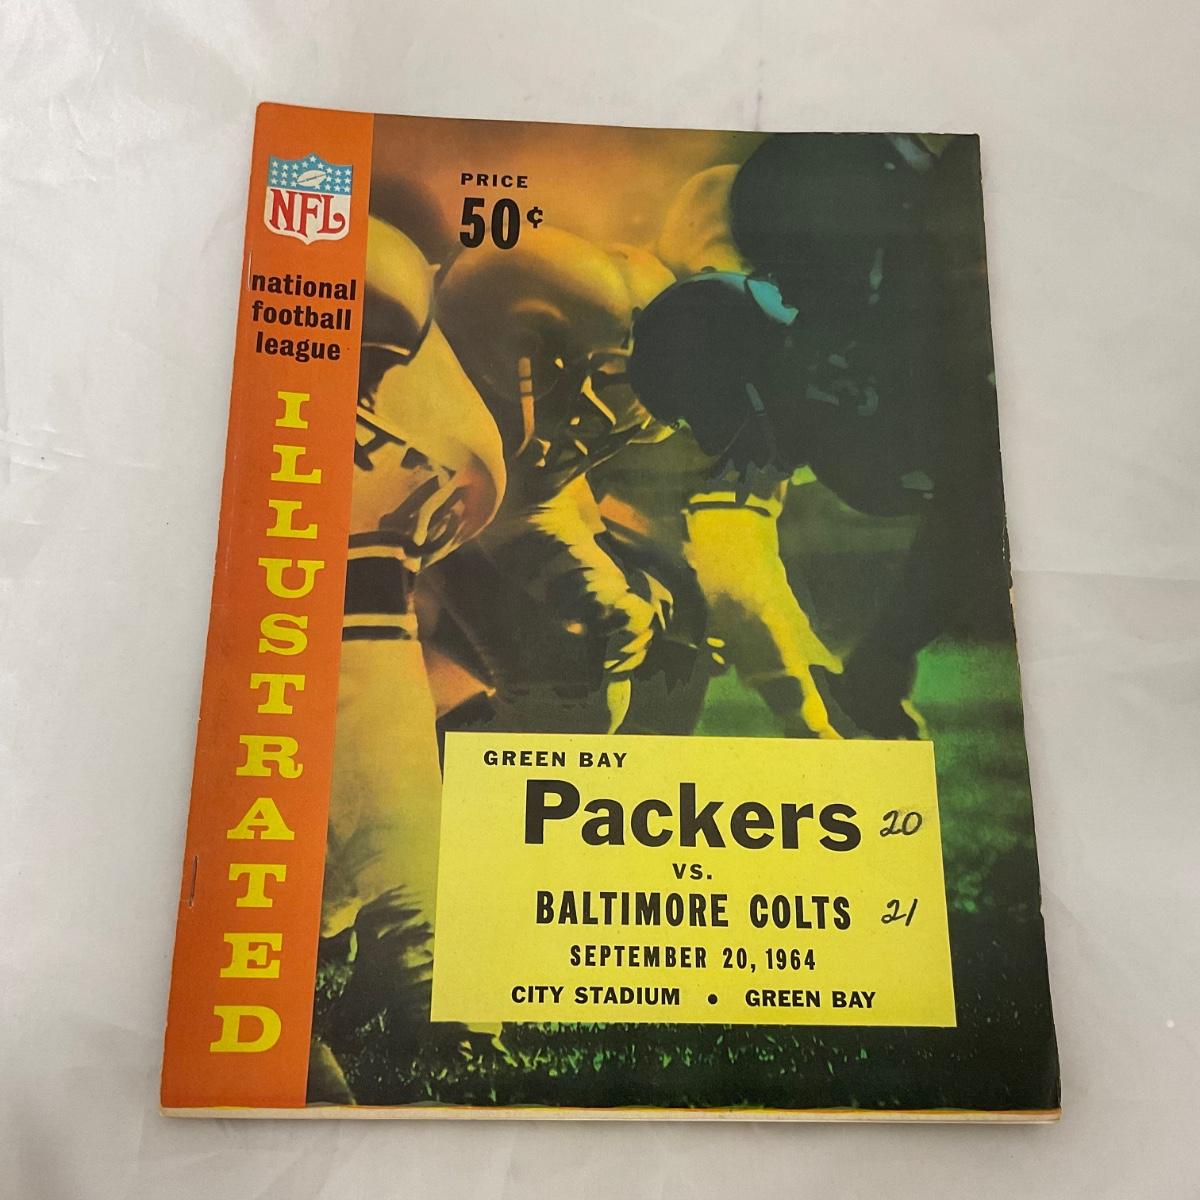 NFL
national
football
league
ILLUSTRATED
PRICE
50¢
GREEN BAY
Packers 20
VS.
BALTIMORE COLTS 21
SEPTEMBER 20, 1964
CITY STADIUM • GREEN BAY